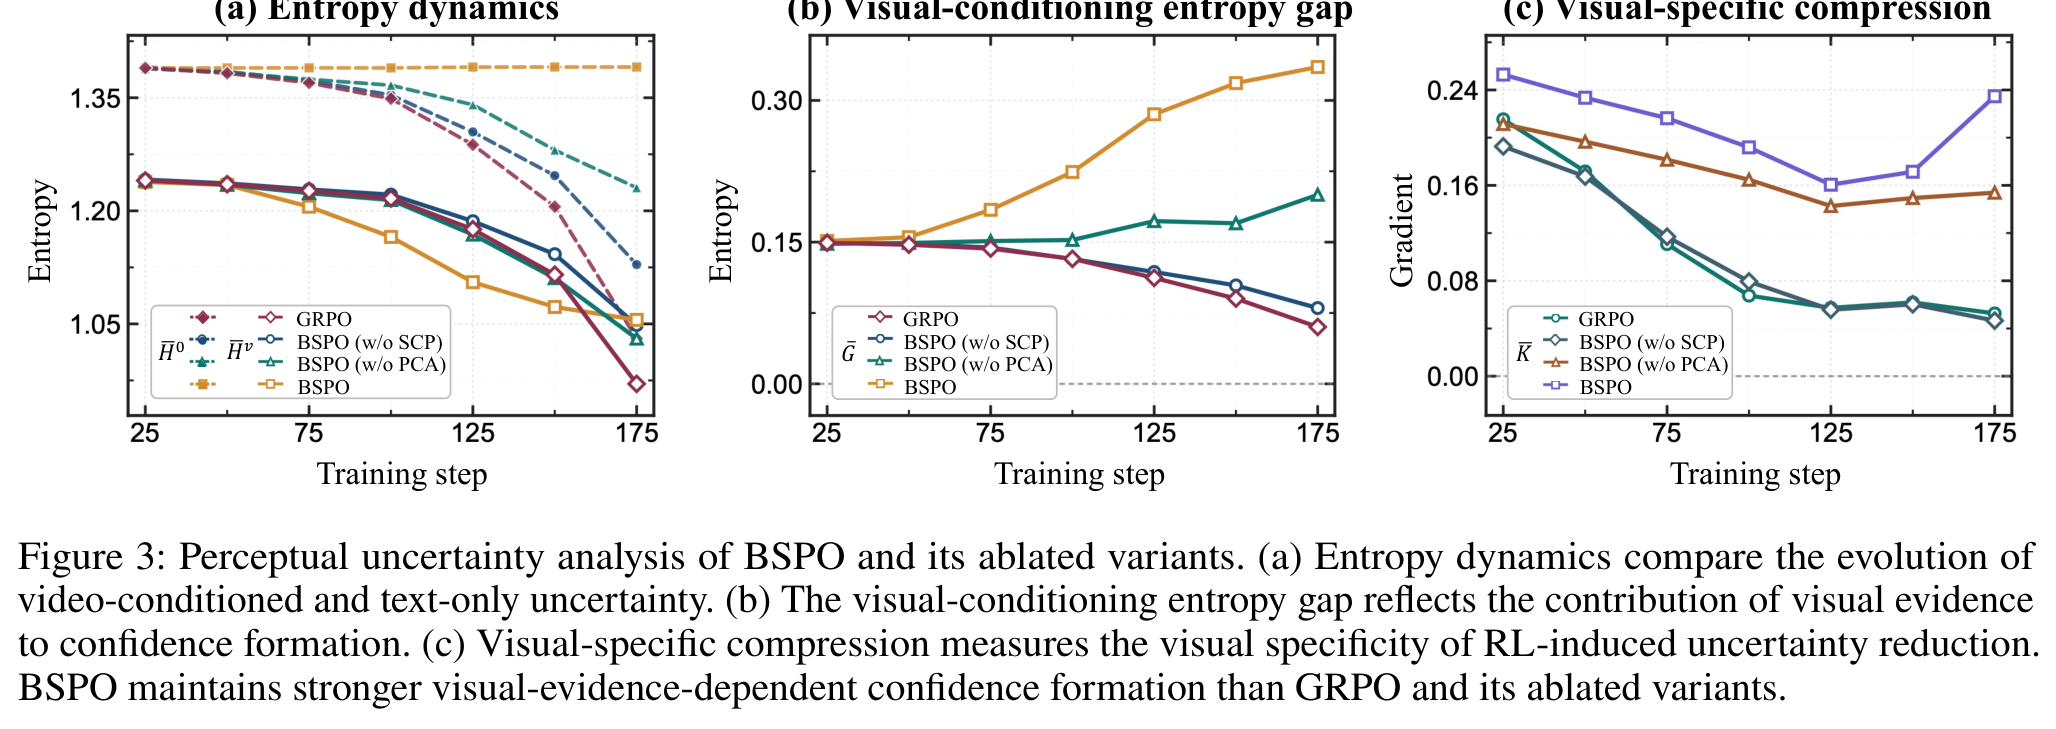 (a) Entropy dynamics
(b) Visual-conditioning entropy gap
(c) Visual-specific compression
Entropy
1.35
1.20
1.05
H̄⁰
H̄ᵛ
GRPO
BSPO (w/o SCP)
BSPO (w/o PCA)
BSPO
25
75
125
175
Training step
Entropy
0.30
0.15
0.00
Ḡ
GRPO
BSPO (w/o SCP)
BSPO (w/o PCA)
BSPO
25
75
125
175
Training step
Gradient
0.24
0.16
0.08
0.00
K̄
GRPO
BSPO (w/o SCP)
BSPO (w/o PCA)
BSPO
25
75
125
175
Training step
Figure 3: Perceptual uncertainty analysis of BSPO and its ablated variants. (a) Entropy dynamics compare the evolution of
video-conditioned and text-only uncertainty. (b) The visual-conditioning entropy gap reflects the contribution of visual evidence
to confidence formation. (c) Visual-specific compression measures the visual specificity of RL-induced uncertainty reduction.
BSPO maintains stronger visual-evidence-dependent confidence formation than GRPO and its ablated variants.